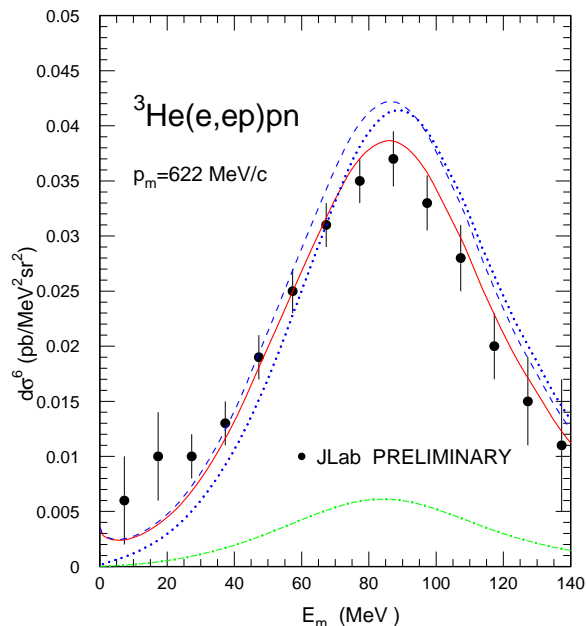 0.05
0.045
0.04
0.035
0.03
0.025
0.02
0.015
0.01
0.005
0
dσ⁶ (pb/MeV²sr²)
³He(e,ep)pn
pₘ=622 MeV/c
JLab PRELIMINARY
0 20 40 60 80 100 120 140
Eₘ (MeV)